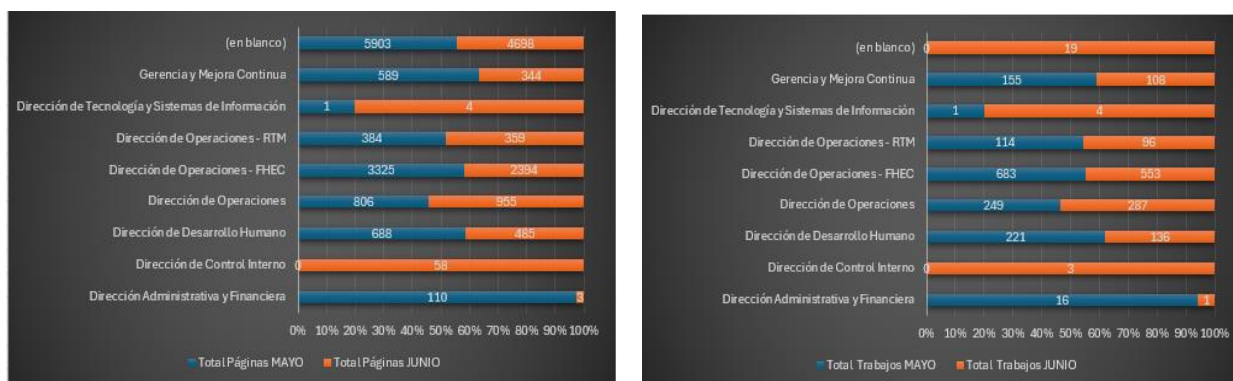 (en blanco) 5903 4698
Gerencia y Mejora Continua 589 344
Dirección de Tecnología y Sistemas de Información 1 4
Dirección de Operaciones - RTM 384 359
Dirección de Operaciones - FHEC 3325 2394
Dirección de Operaciones 806 955
Dirección de Desarrollo Humano 688 485
Dirección de Control Interno 0 58
Dirección Administrativa y Financiera 110 3
0% 10% 20% 30% 40% 50% 60% 70% 80% 90% 100%
Total Páginas MAYO Total Páginas JUNIO
(en blanco) 0 19
Gerencia y Mejora Continua 155 108
Dirección de Tecnología y Sistemas de Información 1 4
Dirección de Operaciones - RTM 114 96
Dirección de Operaciones - FHEC 683 553
Dirección de Operaciones 249 287
Dirección de Desarrollo Humano 221 136
Dirección de Control Interno 0 3
Dirección Administrativa y Financiera 16 1
0% 10% 20% 30% 40% 50% 60% 70% 80% 90% 100%
Total Trabajos MAYO Total Trabajos JUNIO